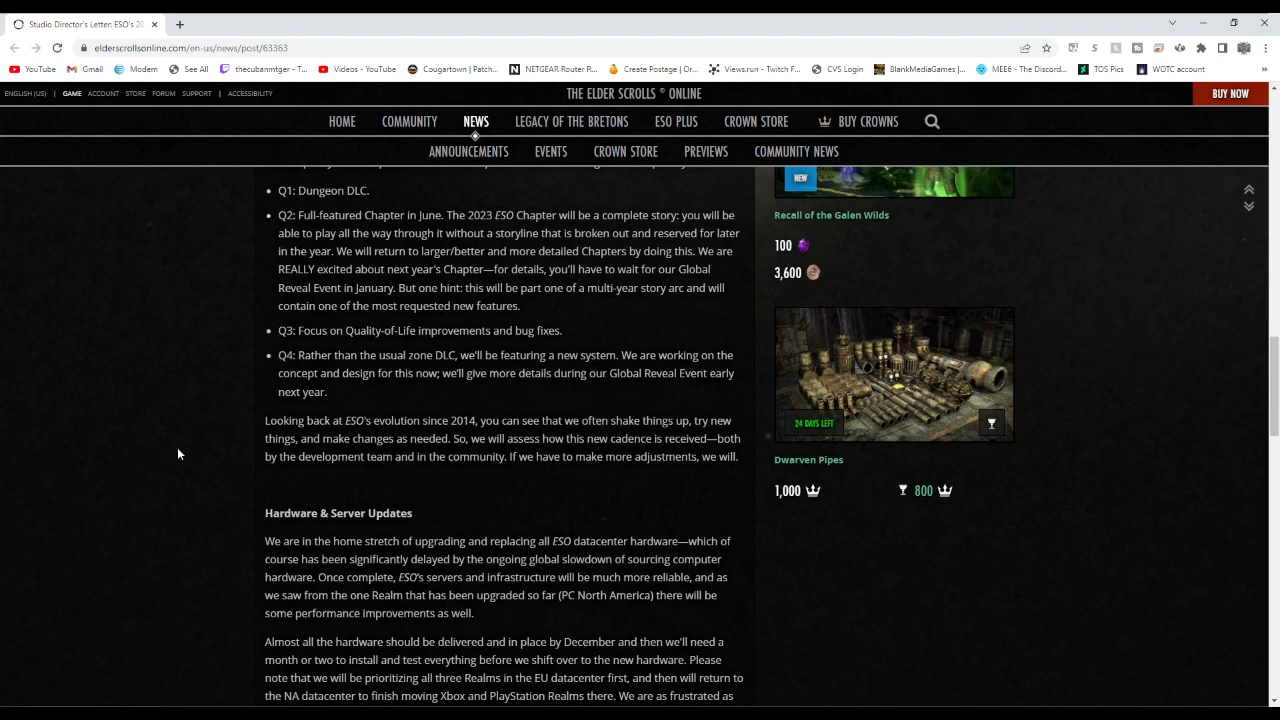 Studio Director's Letter: ESO's 20
elderscrollsonline.com/en-us/news/post/63363
YouTube
Gmail
Modem
See All
thecubanmtger - T...
Videos - YouTube
Cougartown | Patch...
NETGEAR Router R...
Create Postage | Or...
Views.run - Twitch F...
CVS Login
BlankMediaGames |...
MEE6 - The Discord...
TOS Pics
WOTC account
ENGLISH (US) | GAME ACCOUNT STORE FORUM SUPPORT | ACCESSIBILITY
THE ELDER SCROLLS ® ONLINE
BUY NOW
HOME COMMUNITY NEWS LEGACY OF THE BRETONS ESO PLUS CROWN STORE BUY CROWNS
ANNOUNCEMENTS EVENTS CROWN STORE PREVIEWS COMMUNITY NEWS
• Q1: Dungeon DLC.
• Q2: Full-featured Chapter in June. The 2023 ESO Chapter will be a complete story: you will be
able to play all the way through it without a storyline that is broken out and reserved for later
in the year. We will return to larger/better and more detailed Chapters by doing this. We are
REALLY excited about next year's Chapter—for details, you'll have to wait for our Global
Reveal Event in January. But one hint: this will be part one of a multi-year story arc and will
contain one of the most requested new features.
• Q3: Focus on Quality-of-Life improvements and bug fixes.
• Q4: Rather than the usual zone DLC, we'll be featuring a new system. We are working on the
concept and design for this now; we'll give more details during our Global Reveal Event early
next year.
Looking back at ESO's evolution since 2014, you can see that we often shake things up, try new
things, and make changes as needed. So, we will assess how this new cadence is received—both
by the development team and in the community. If we have to make more adjustments, we will.
Hardware & Server Updates
We are in the home stretch of upgrading and replacing all ESO datacenter hardware—which of
course has been significantly delayed by the ongoing global slowdown of sourcing computer
hardware. Once complete, ESO's servers and infrastructure will be much more reliable, and as
we saw from the one Realm that has been upgraded so far (PC North America) there will be
some performance improvements as well.
Almost all the hardware should be delivered and in place by December and then we'll need a
month or two to install and test everything before we shift over to the new hardware. Please
note that we will be prioritizing all three Realms in the EU datacenter first, and then will return to
the NA datacenter to finish moving Xbox and PlayStation Realms there. We are as frustrated as
NEW
Recall of the Galen Wilds
100
3,600
24 DAYS LEFT
Dwarven Pipes
1,000 800